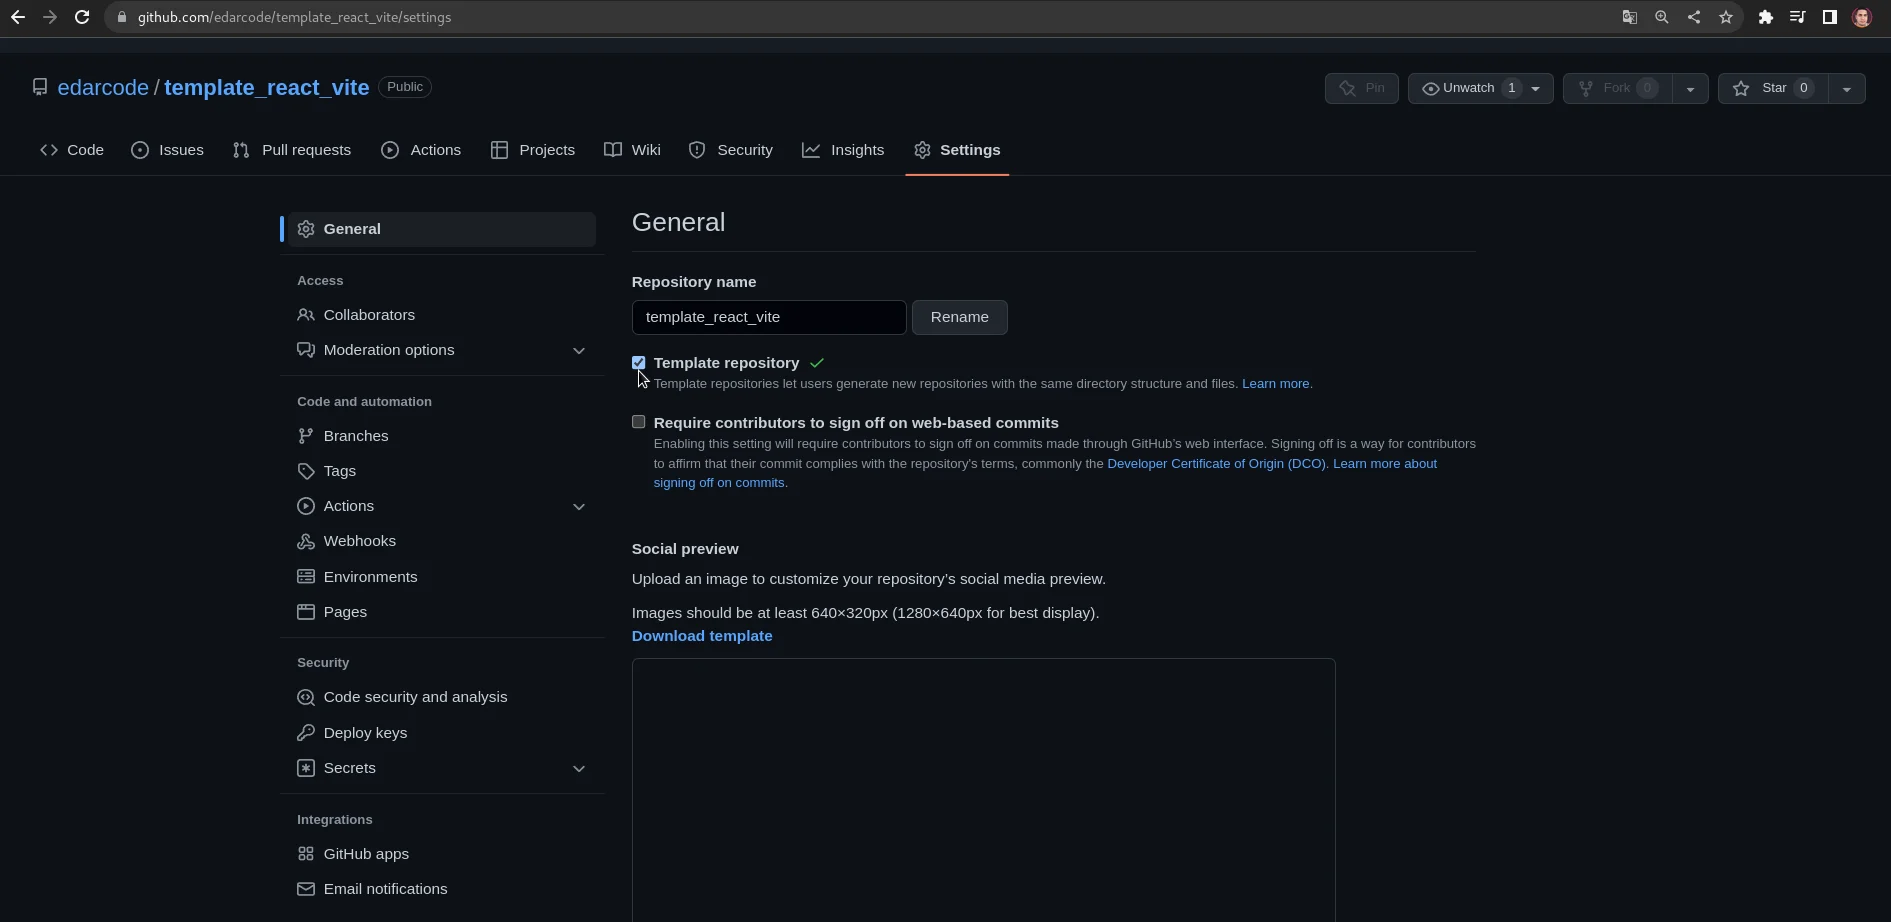 github.com/edarcode/template_react_vite/settings
edarcode / template_react_vite Public
Pin
Unwatch 1
Fork 0
Star 0
Code
Issues
Pull requests
Actions
Projects
Wiki
Security
Insights
Settings
General
Access
Collaborators
Moderation options
Code and automation
Branches
Tags
Actions
Webhooks
Environments
Pages
Security
Code security and analysis
Deploy keys
Secrets
Integrations
GitHub apps
Email notifications
General
Repository name
template_react_vite
Rename
Template repository
Template repositories let users generate new repositories with the same directory structure and files. Learn more.
Require contributors to sign off on web-based commits
Enabling this setting will require contributors to sign off on commits made through GitHub's web interface. Signing off is a way for contributors
to affirm that their commit complies with the repository's terms, commonly the Developer Certificate of Origin (DCO). Learn more about
signing off on commits.
Social preview
Upload an image to customize your repository's social media preview.
Images should be at least 640×320px (1280×640px for best display).
Download template